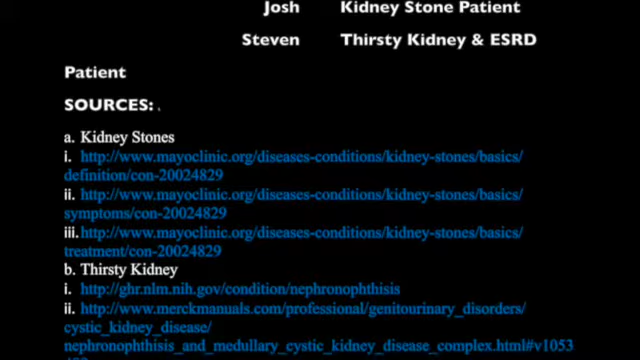 Josh Kidney Stone Patient
Steven Thirsty Kidney & ESRD
Patient
SOURCES:
a. Kidney Stones
i. http://www.mayoclinic.org/diseases-conditions/kidney-stones/basics/
definition/con-20024829
ii. http://www.mayoclinic.org/diseases-conditions/kidney-stones/basics/
symptoms/con-20024829
iii. http://www.mayoclinic.org/diseases-conditions/kidney-stones/basics/
treatment/con-20024829
b. Thirsty Kidney
i. http://ghr.nlm.nih.gov/condition/nephronophthisis
ii. http://www.merckmanuals.com/professional/genitourinary_disorders/
cystic_kidney_disease/
nephronophthisis_and_medullary_cystic_kidney_disease_complex.html#v1053